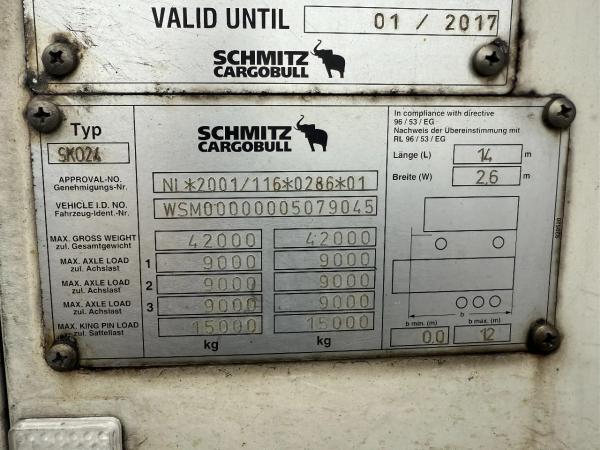 VALID UNTIL 01 / 2017
SCHMITZ
CARGOBULL
Typ
SK024
SCHMITZ
CARGOBULL
In compliance with directive
96 / 53 / EG
Nachweis der Übereinstimmung mit
RL 96 / 53 / EG
Länge (L) 14 m
Breite (W) 2,6 m
APPROVAL-NO.
Genehmigungs-Nr. NL*2001/116*0286*01
VEHICLE I.D. NO.
Fahrzeug-Ident.-Nr. WSM00000005079045
MAX. GROSS WEIGHT
zul. Gesamtgewicht 42000 42000
MAX. AXLE LOAD
zul. Achslast 1 9000 9000
MAX. AXLE LOAD
zul. Achslast 2 9000 9000
MAX. AXLE LOAD
zul. Achslast 3 9000 9000
MAX. KING PIN LOAD
zul. Sattellast 15000 15000
kg kg
b
b min. (m) b max. (m)
0,0 12